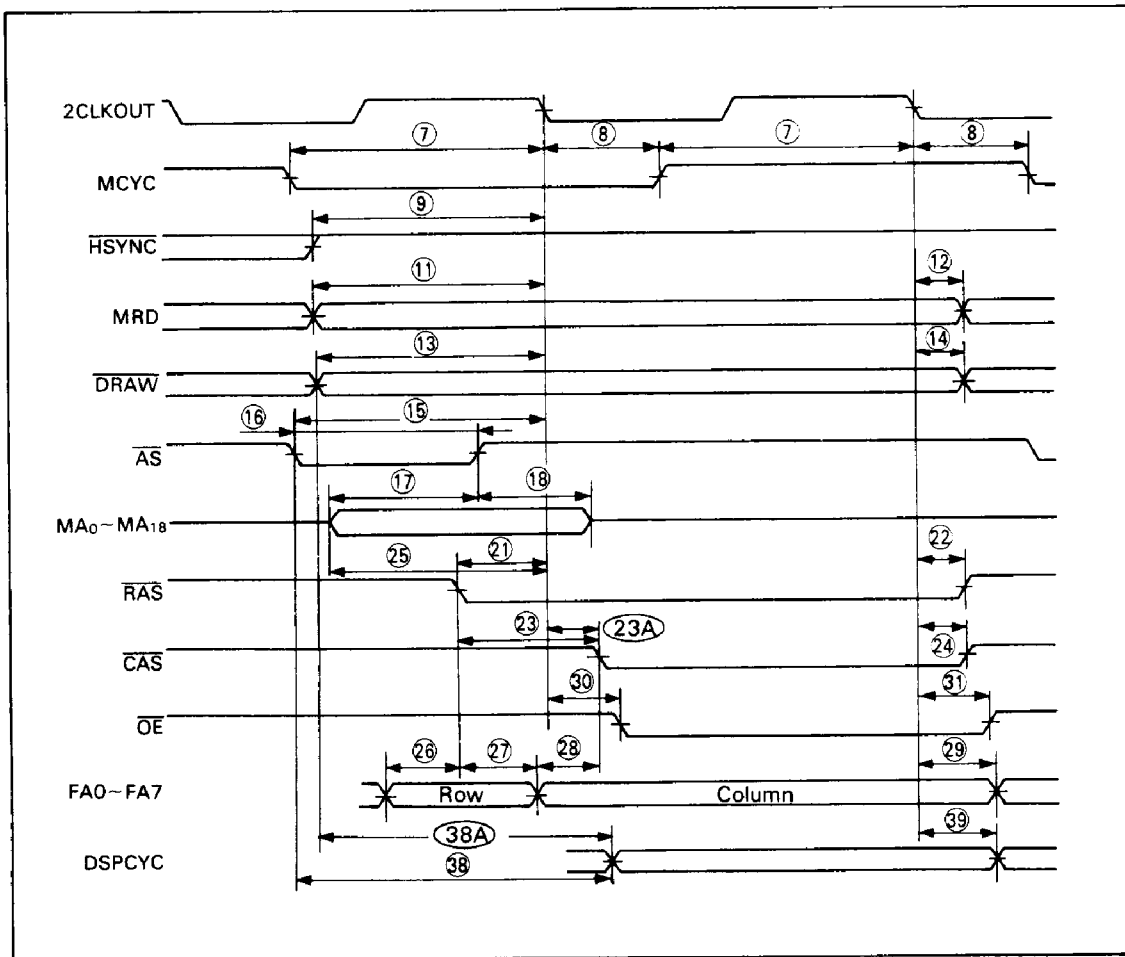 2CLKOUT
⑦ ⑧ ⑦ ⑧
MCYC
⑨
HSYNC
⑪ ⑫
MRD
⑬ ⑭
DRAW
⑯ ⑮
AS
⑰ ⑱
MA₀~MA₁₈
㉑ ㉒
㉕
RAS
㉓ 23A
CAS ㉔
㉚ ㉛
OE
㉖ ㉗ ㉘ ㉙
FA0~FA7 Row Column
38A ㊴
DSPCYC
㊳